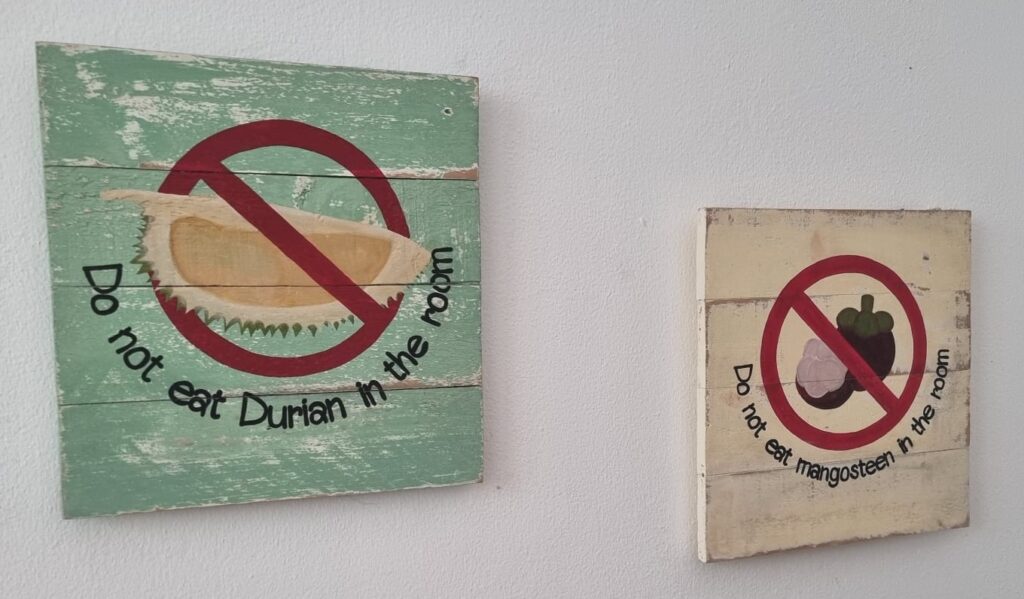 Do not eat Durian in the room
Do not eat mangosteen in the room